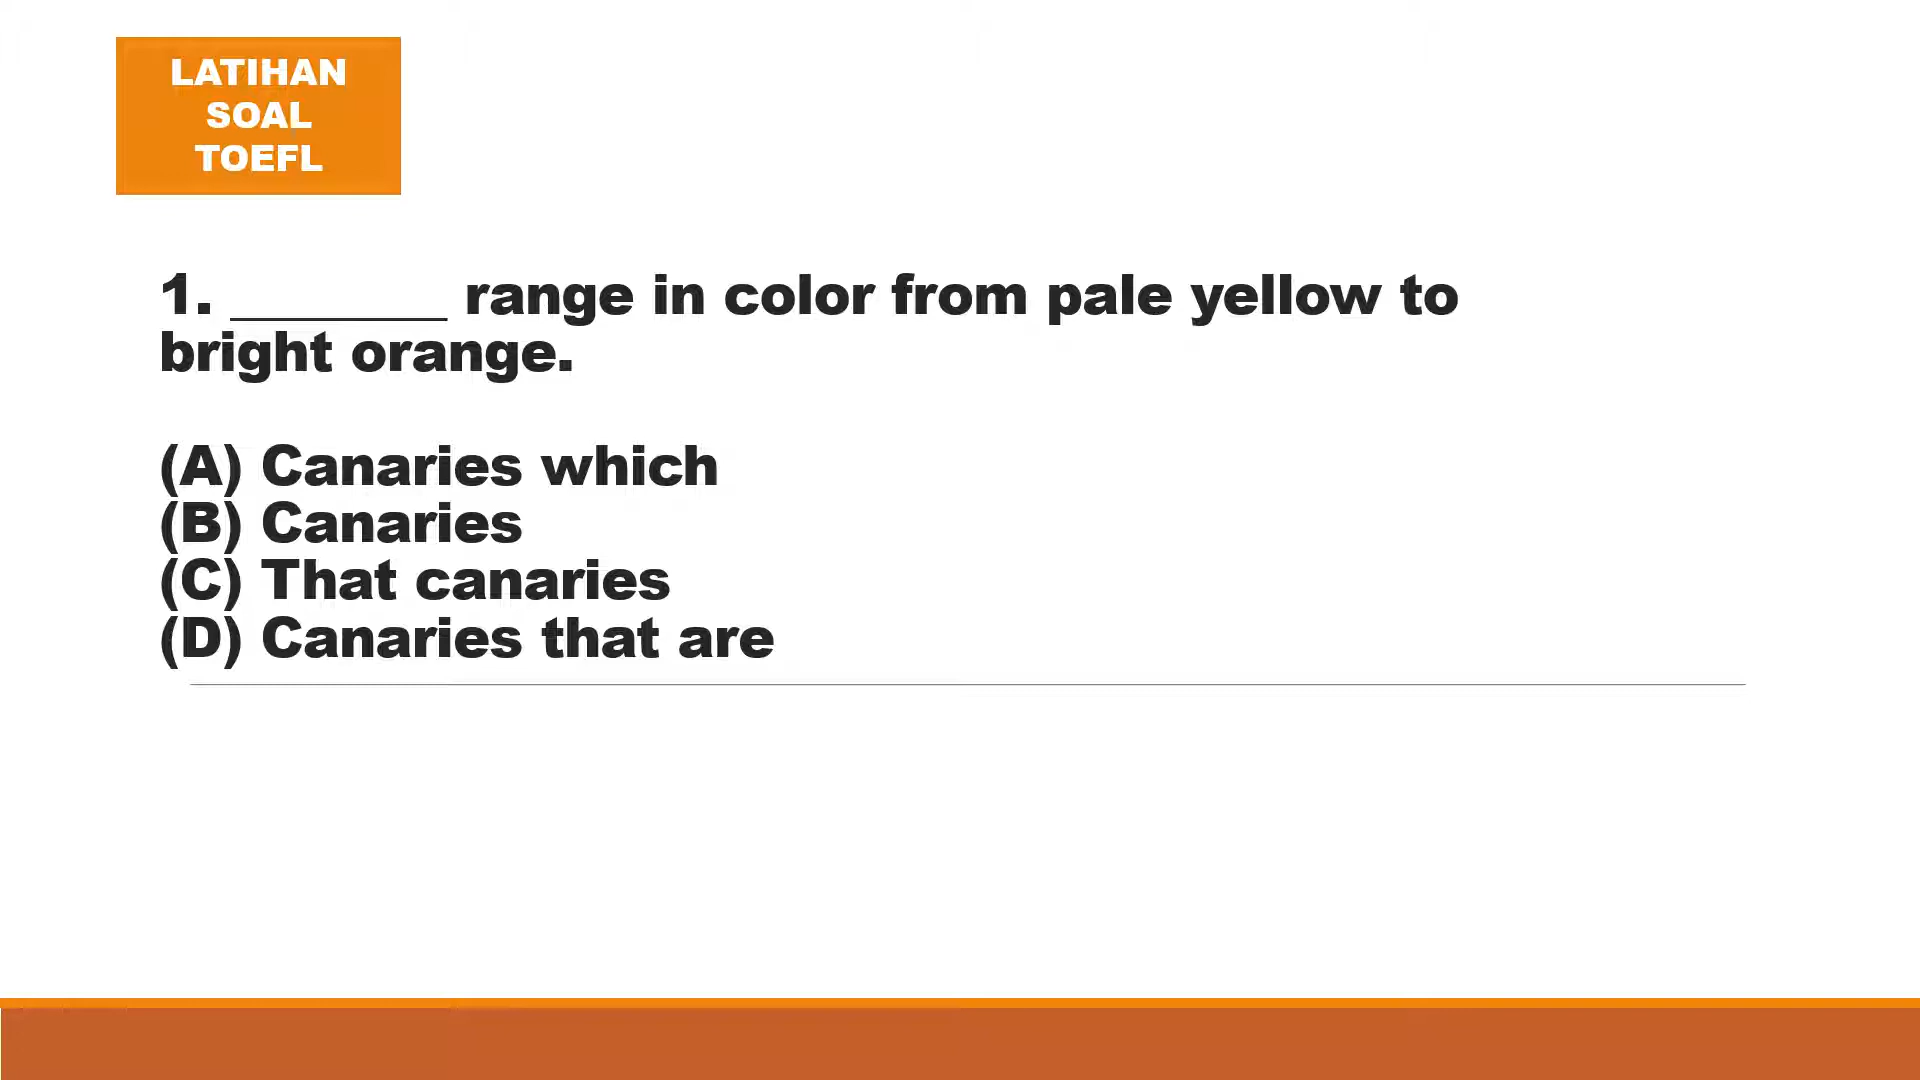 LATIHAN
SOAL
TOEFL
1. ________ range in color from pale yellow to
bright orange.
(A) Canaries which
(B) Canaries
(C) That canaries
(D) Canaries that are